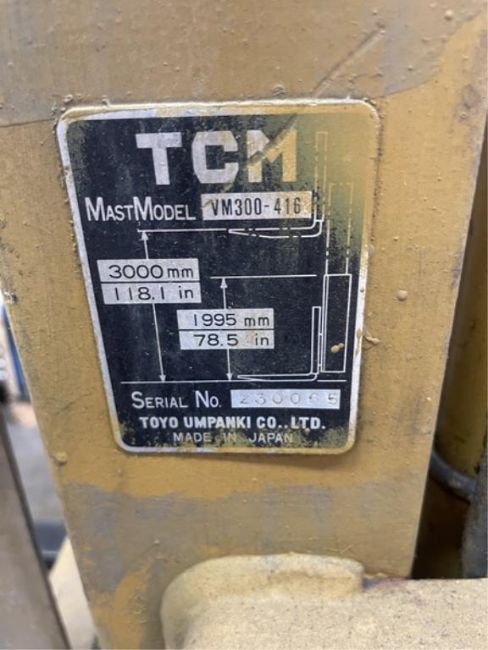 TCM
MAST MODEL VM300-416
3000 mm
118.1 in
1995 mm
78.5 in
SERIAL No. 230065
TOYO UMPANKI CO., LTD.
MADE IN JAPAN